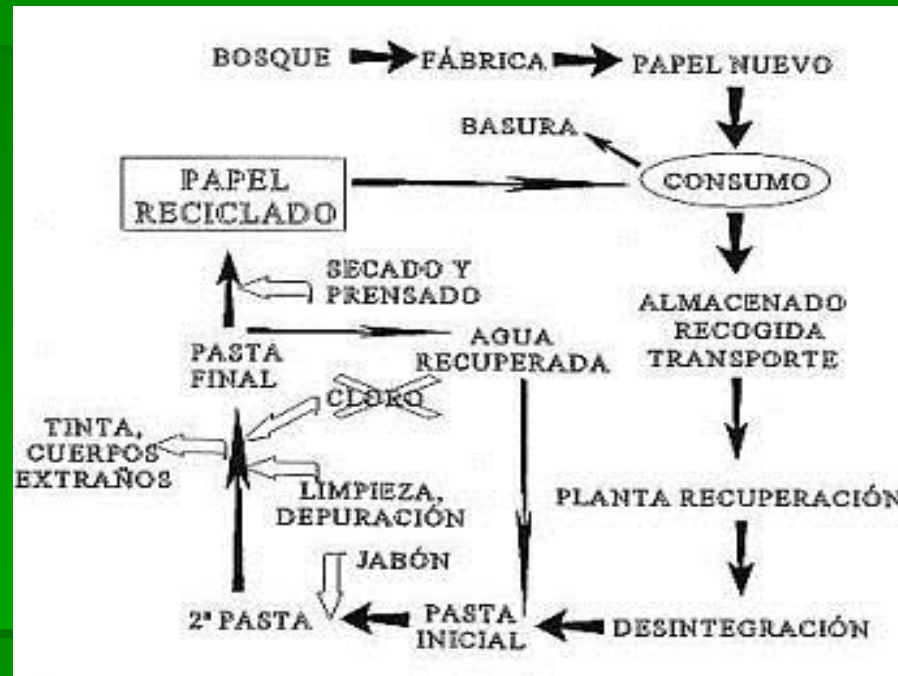 BOSQUE
FÁBRICA
PAPEL NUEVO
BASURA
CONSUMO
PAPEL
RECICLADO
SECADO Y
PRENSADO
ALMACENADO
RECOGIDA
TRANSPORTE
AGUA
RECUPERADA
PASTA
FINAL
CLORO
TINTA,
CUERPOS
EXTRAÑOS
LIMPIEZA,
DEPURACIÓN
PLANTA RECUPERACIÓN
JABÓN
2ª PASTA
PASTA
INICIAL
DESINTEGRACIÓN